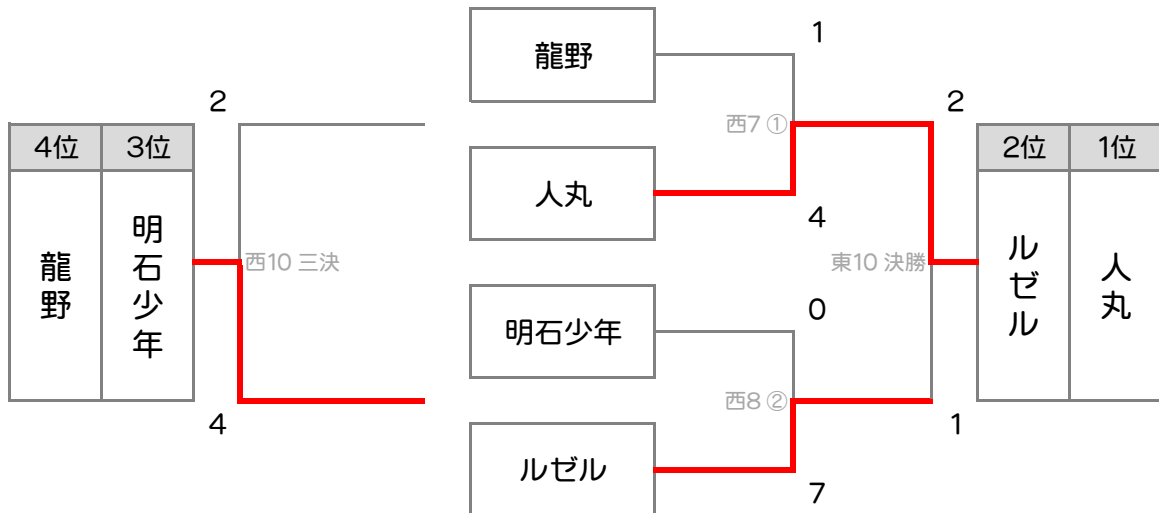 龍野
1
2
2
4位
3位
西7 ①
2位
1位
人丸
4
龍野
明石少年
西10 三決
東10 決勝
ルゼル
人丸
明石少年
0
西8 ②
4
1
ルゼル
7